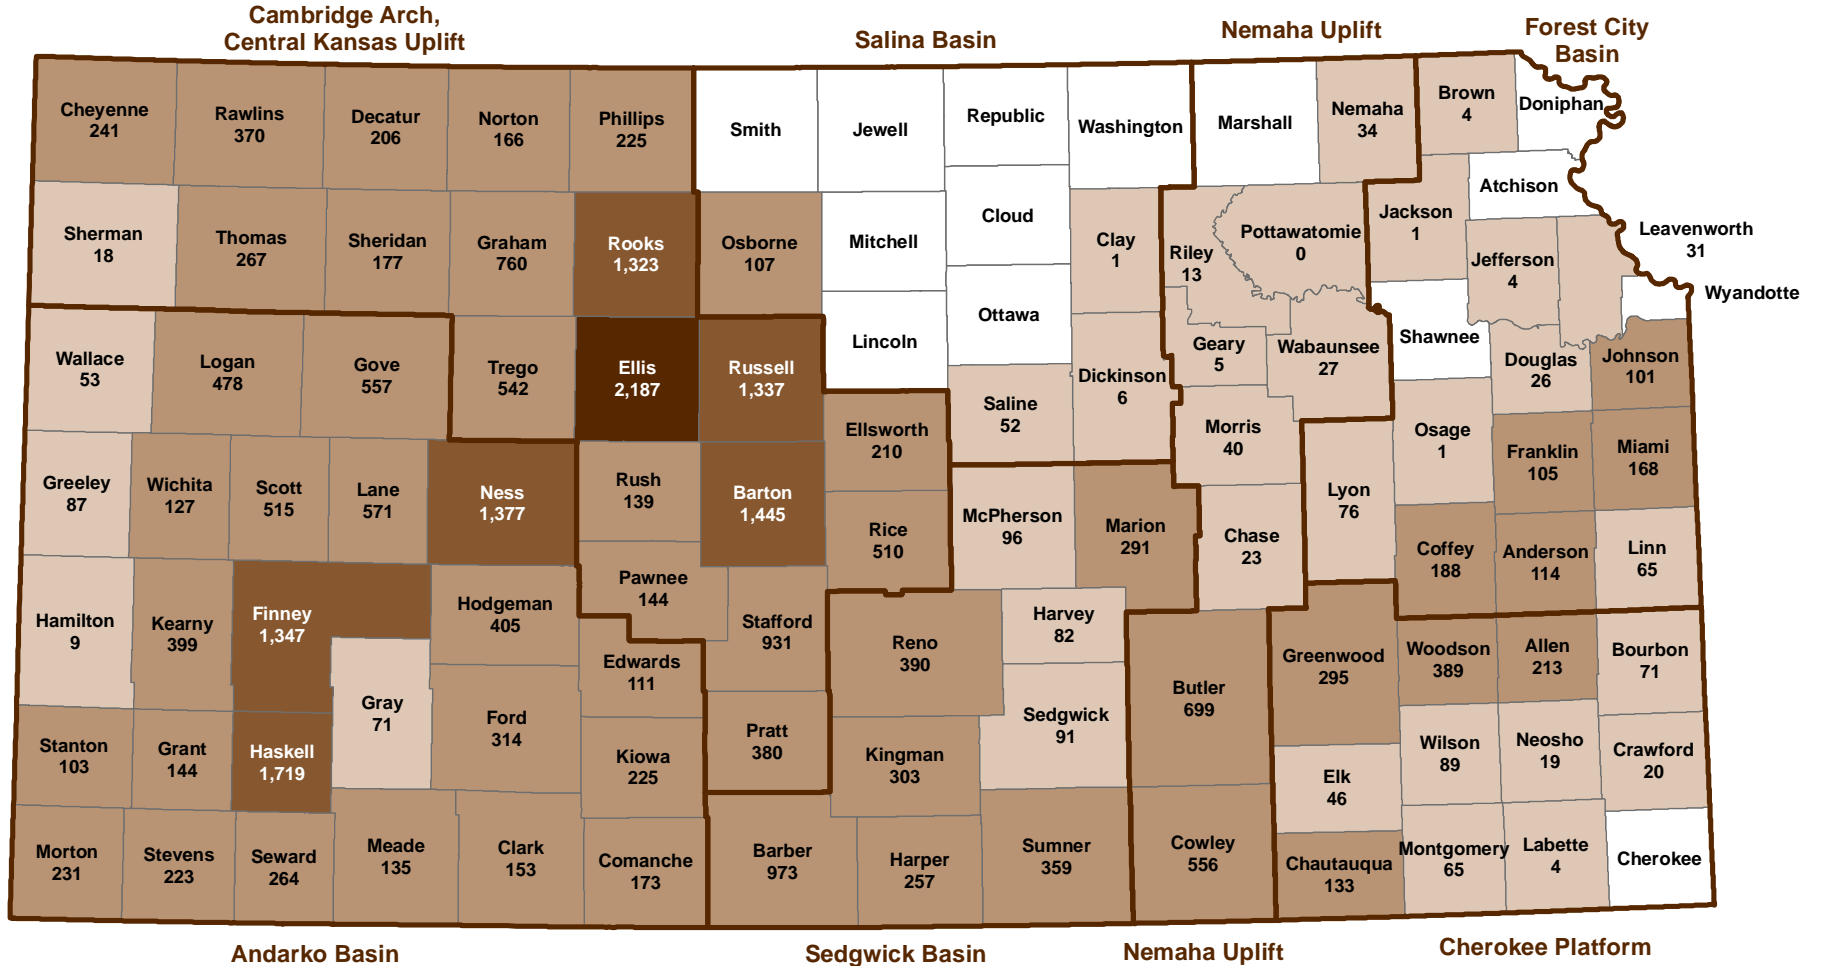 Cambridge Arch,
Central Kansas Uplift
Salina Basin
Nemaha Uplift
Forest City
Basin
Cheyenne
241
Rawlins
370
Decatur
206
Norton
166
Phillips
225
Smith
Jewell
Republic
Washington
Marshall
Nemaha
34
Brown
4
Doniphan
Atchison
Sherman
18
Thomas
267
Sheridan
177
Graham
760
Rooks
1,323
Osborne
107
Mitchell
Cloud
Clay
1
Riley
13
Pottawatomie
0
Jackson
1
Jefferson
4
Leavenworth
31
Wyandotte
Wallace
53
Logan
478
Gove
557
Trego
542
Ellis
2,187
Russell
1,337
Lincoln
Ottawa
Saline
52
Dickinson
6
Geary
5
Wabaunsee
27
Shawnee
Douglas
26
Johnson
101
Greeley
87
Wichita
127
Scott
515
Lane
571
Ness
1,377
Rush
139
Barton
1,445
Ellsworth
210
Rice
510
McPherson
96
Marion
291
Morris
40
Chase
23
Lyon
76
Osage
1
Franklin
105
Miami
168
Coffey
188
Anderson
114
Linn
65
Hamilton
9
Kearny
399
Finney
1,347
Hodgeman
405
Pawnee
144
Stafford
931
Edwards
111
Gray
71
Ford
314
Reno
390
Harvey
82
Sedgwick
91
Butler
699
Greenwood
295
Woodson
389
Allen
213
Bourbon
71
Stanton
103
Grant
144
Haskell
1,719
Kiowa
225
Pratt
380
Kingman
303
Elk
46
Wilson
89
Neosho
19
Crawford
20
Morton
231
Stevens
223
Seward
264
Meade
135
Clark
153
Comanche
173
Barber
973
Harper
257
Sumner
359
Cowley
556
Chautauqua
133
Montgomery
65
Labette
4
Cherokee
Andarko Basin
Sedgwick Basin
Nemaha Uplift
Cherokee Platform